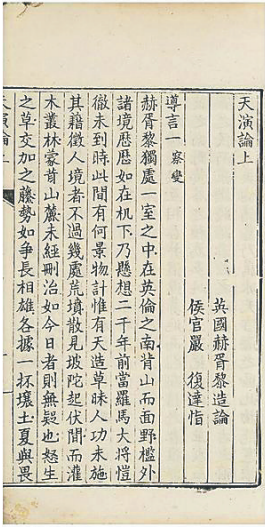 天演論上
英國赫胥黎造論
侯官嚴 復達恉
導言一 察變
赫胥黎獨處一室之中在英倫之南背山而面野檻外
諸境歷歷如在机下乃懸想二千年前當羅馬大將愷
徹未到時此間有何景物計惟有天造草昧人功未施
其藉徵人境者不過幾處荒墳散見坡陀起伏間而灌
木叢林蒙茸山麓未經刪治如今日者則無疑也怒生
之草交加之藤勢如爭長相雄各據一抔壤土夏與畏
天演論上